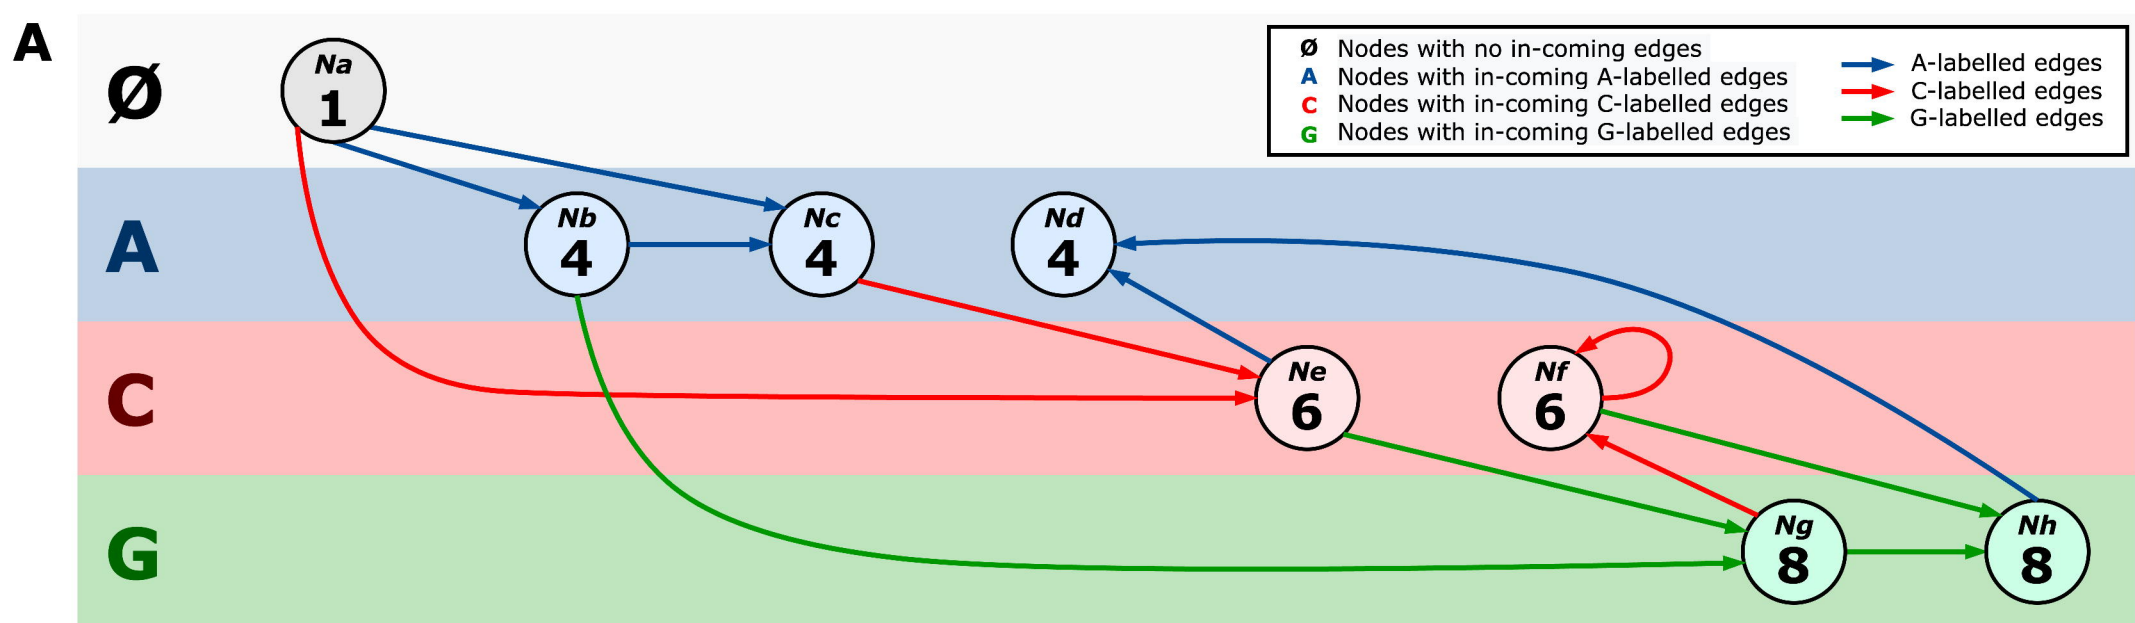 A
Ø
Na
1
Ø Nodes with no in-coming edges
A Nodes with in-coming A-labelled edges
C Nodes with in-coming C-labelled edges
G Nodes with in-coming G-labelled edges
A-labelled edges
C-labelled edges
G-labelled edges
A
Nb
4
Nc
4
Nd
4
C
Ne
6
Nf
6
G
Ng
8
Nh
8